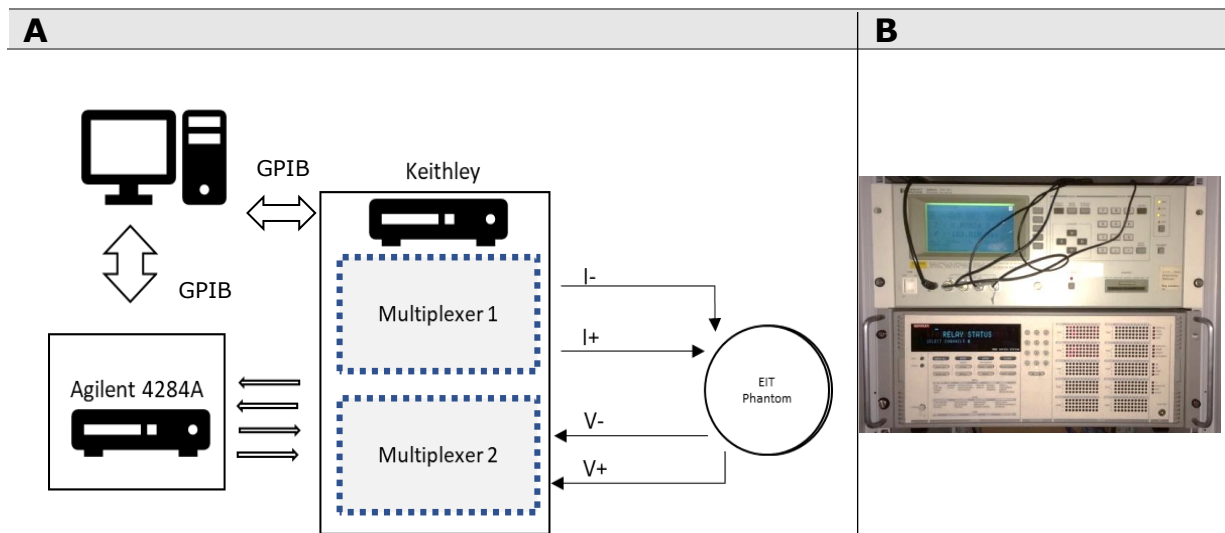 A
B
GPIB
Keithley
GPIB
Multiplexer 1
I-
I+
Agilent 4284A
EIT
Phantom
Multiplexer 2
V-
V+
RELAY STATUS